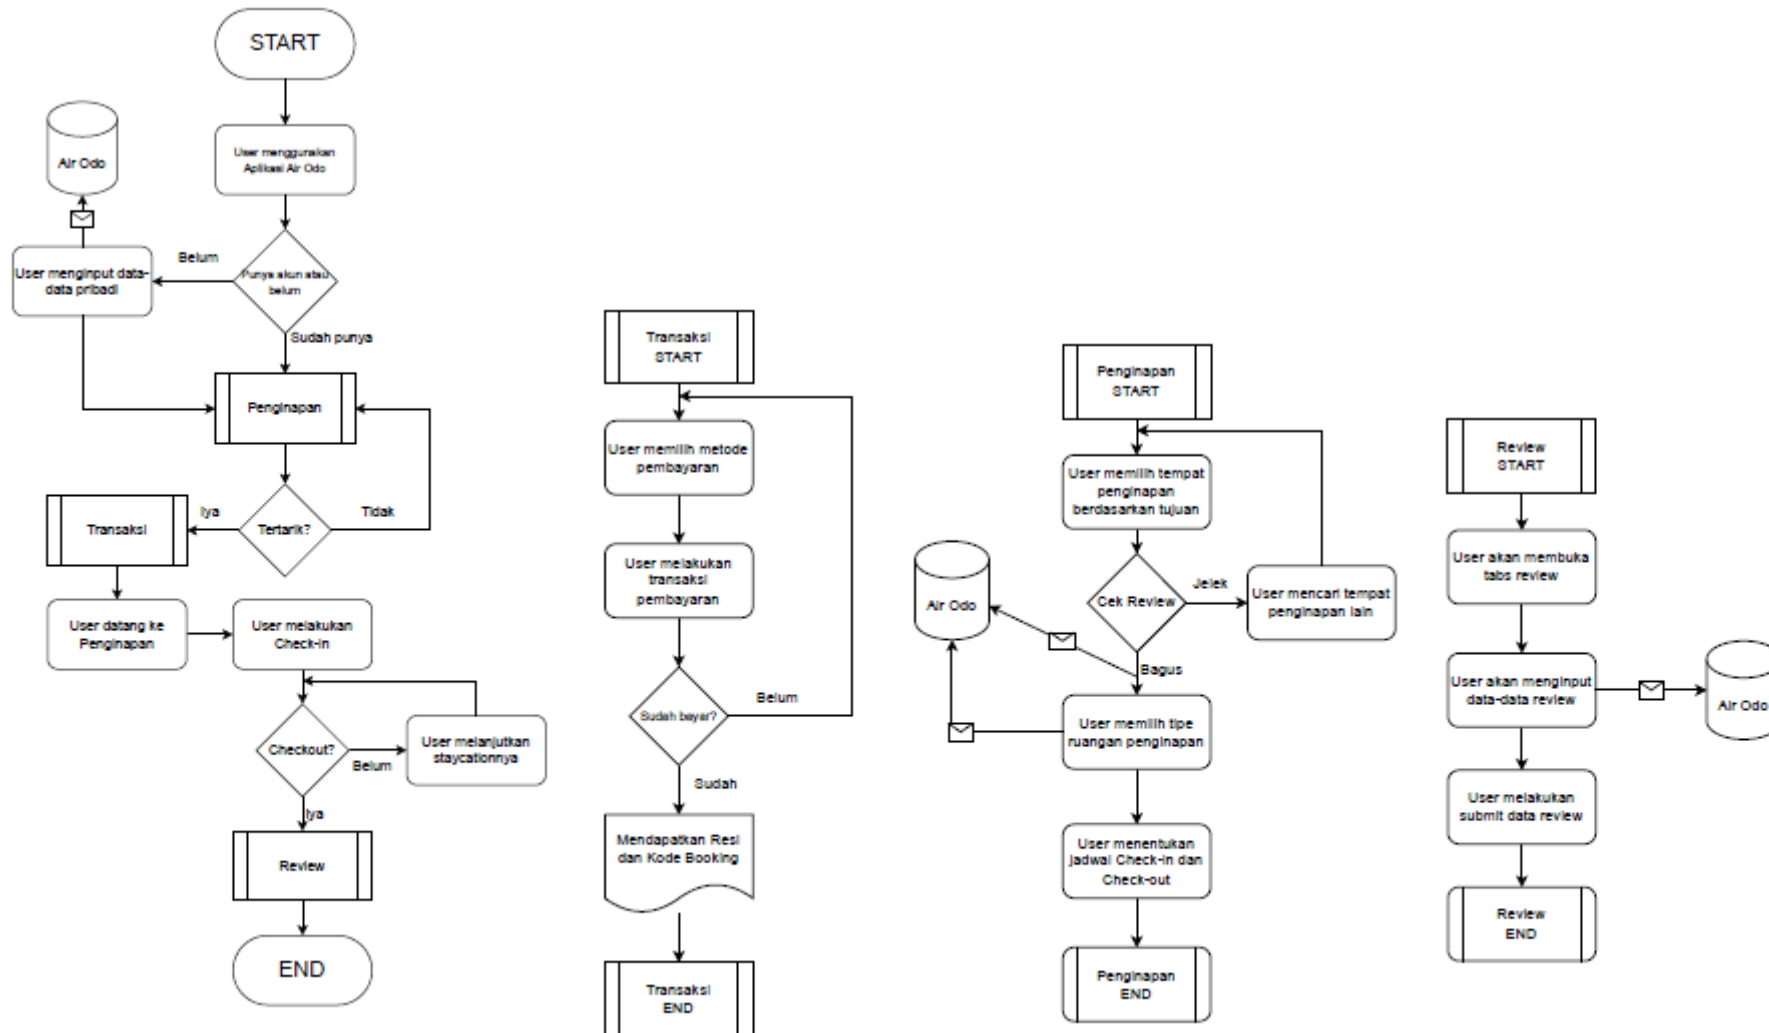 START
User menggunakan
Aplikasi Air Odo
Air Odo
Punya akun atau
belum
Belum
User menginput data-
data pribadi
Sudah punya
Penginapan
Tertarik?
Iya
Tidak
Transaksi
User datang ke
Penginapan
User melakukan
Check-in
Checkout?
Belum
User melanjutkan
staycationnya
Iya
Review
END
Transaksi
START
User memilih metode
pembayaran
User melakukan
transaksi
pembayaran
Sudah bayar?
Belum
Sudah
Mendapatkan Resi
dan Kode Booking
Transaksi
END
Penginapan
START
User memilih tempat
penginapan
berdasarkan tujuan
Cek Review
Jelek
User mencari tempat
penginapan lain
Air Odo
Bagus
User memilih tipe
ruangan penginapan
User menentukan
jadwal Check-in dan
Check-out
Penginapan
END
Review
START
User akan membuka
tabs review
User akan menginput
data-data review
Air Odo
User melakukan
submit data review
Review
END